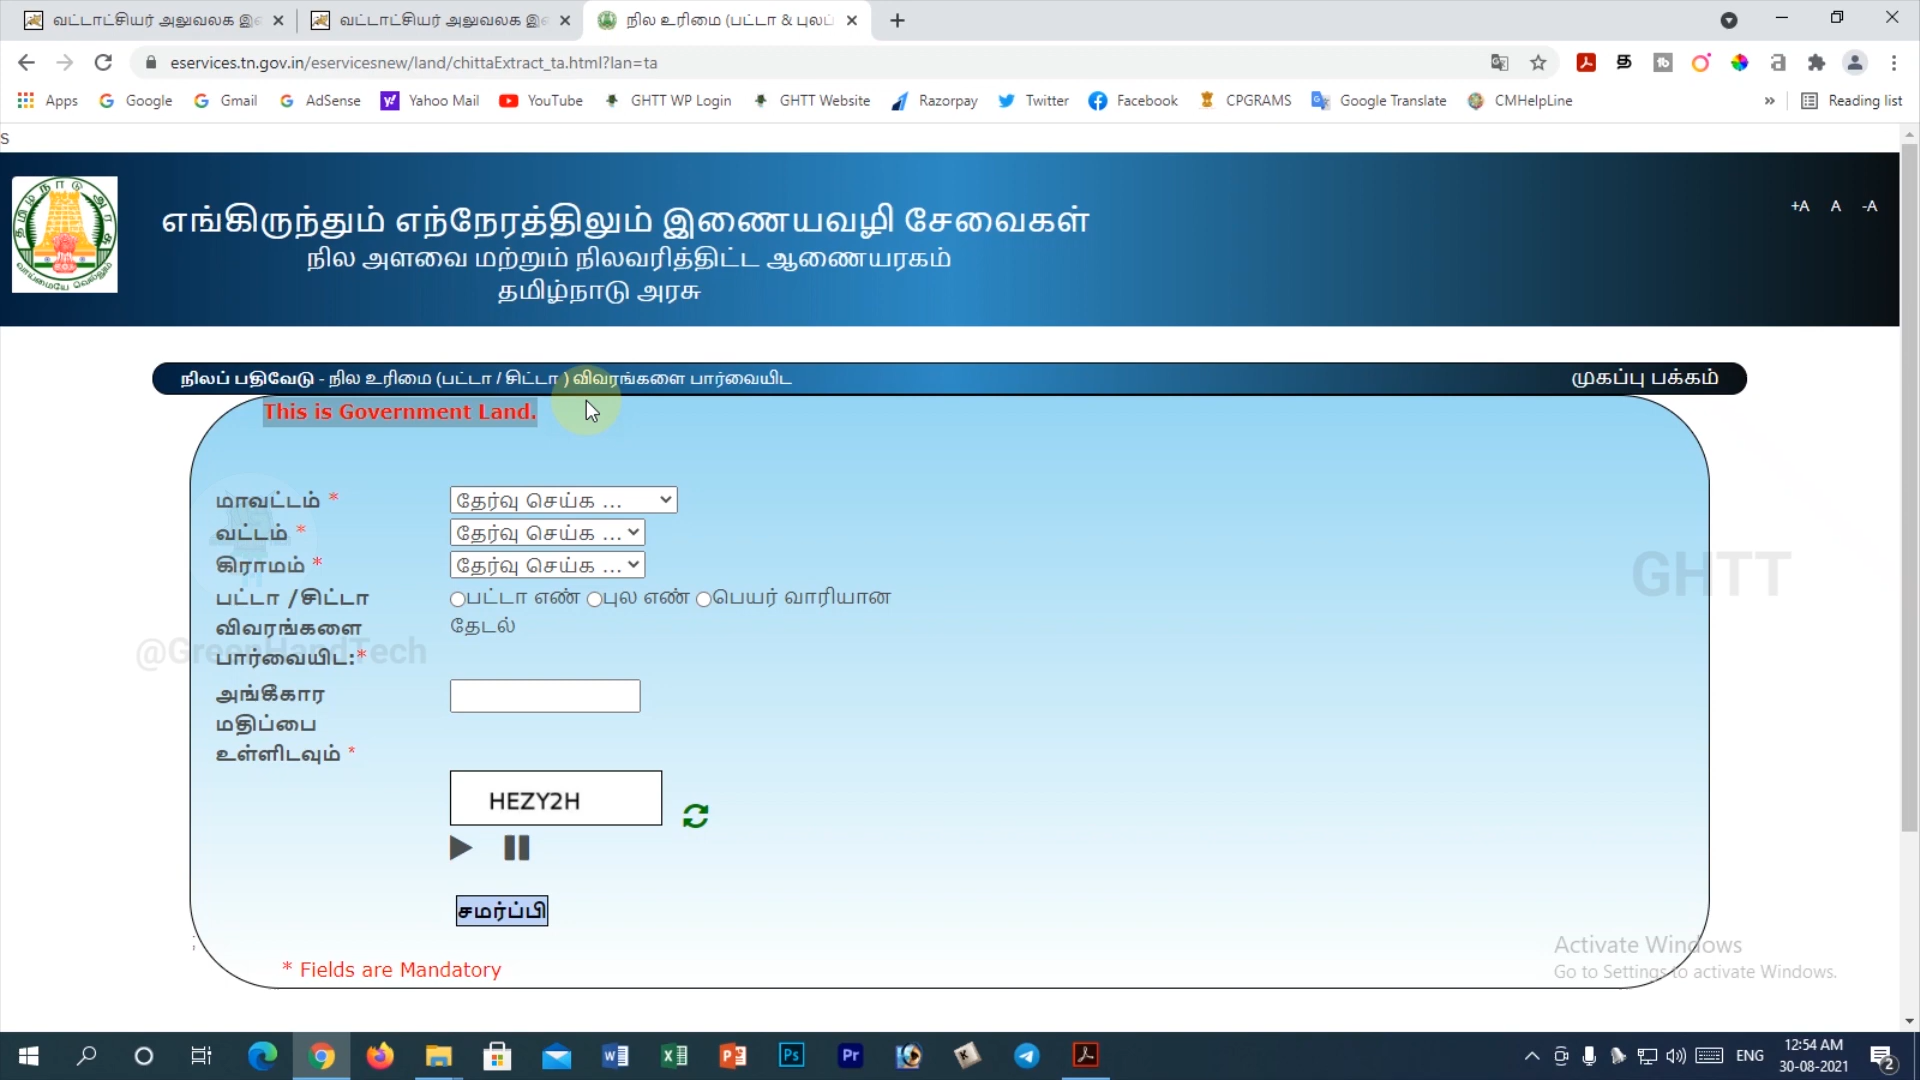 வட்டாட்சியர் அலுவலக இ
வட்டாட்சியர் அலுவலக இ
நில உரிமை (பட்டா & புலப்
eservices.tn.gov.in/eservicesnew/land/chittaExtract_ta.html?lan=ta
Apps Google Gmail AdSense Yahoo Mail YouTube GHTT WP Login GHTT Website Razorpay Twitter Facebook CPGRAMS Google Translate CMHelpLine » Reading list
S
எங்கிருந்தும் எந்நேரத்திலும் இணையவழி சேவைகள்
+A A -A
நில அளவை மற்றும் நிலவரித்திட்ட ஆணையரகம்
தமிழ்நாடு அரசு
நிலப் பதிவேடு - நில உரிமை (பட்டா / சிட்டா ) விவரங்களை பார்வையிட முகப்பு பக்கம்
This is Government Land.
மாவட்டம் * தேர்வு செய்க ...
வட்டம் * தேர்வு செய்க ...
கிராமம் * தேர்வு செய்க ...
GHTT
பட்டா /சிட்டா
விவரங்களை
பார்வையிட:*
பட்டா எண் புல எண் பெயர் வாரியான
தேடல்
@GreenHandTech
அங்கீகார
மதிப்பை
உள்ளிடவும் *
HEZY2H
சமர்ப்பி
* Fields are Mandatory
Activate Windows
Go to Settings to activate Windows.
ENG
12:54 AM
30-08-2021
2